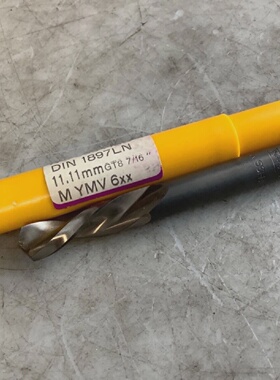 DIN 1897LN
11.11mm GT8 7/16"
M YMV 6xx